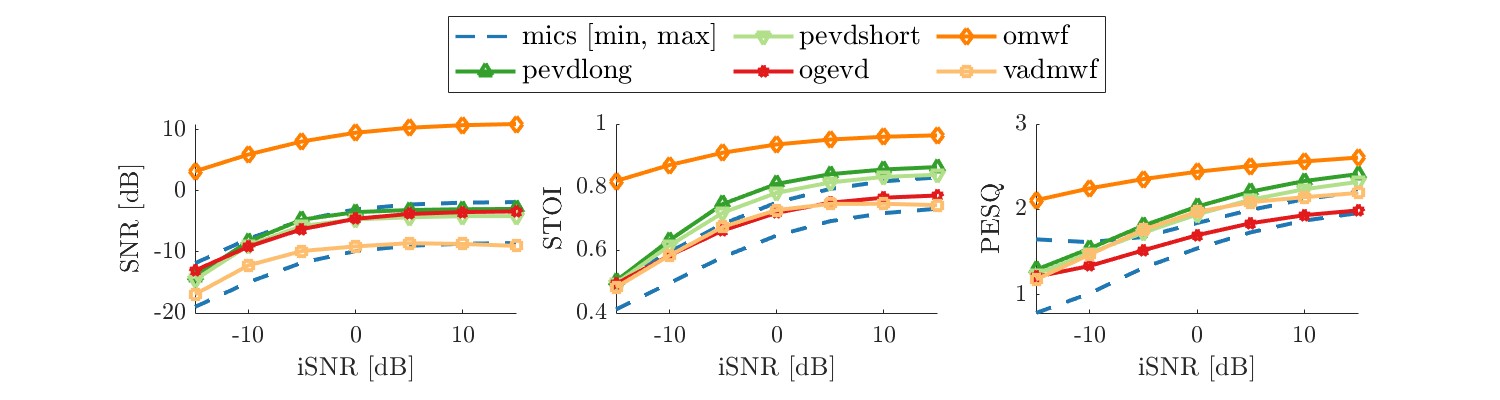 mics [min, max] pevdshort omwf
pevdlong ogevd vadmwf
10
0
-10
-20
SNR [dB]
-10 0 10
iSNR [dB]
1
0.8
0.6
0.4
STOI
-10 0 10
iSNR [dB]
3
2
1
PESQ
-10 0 10
iSNR [dB]